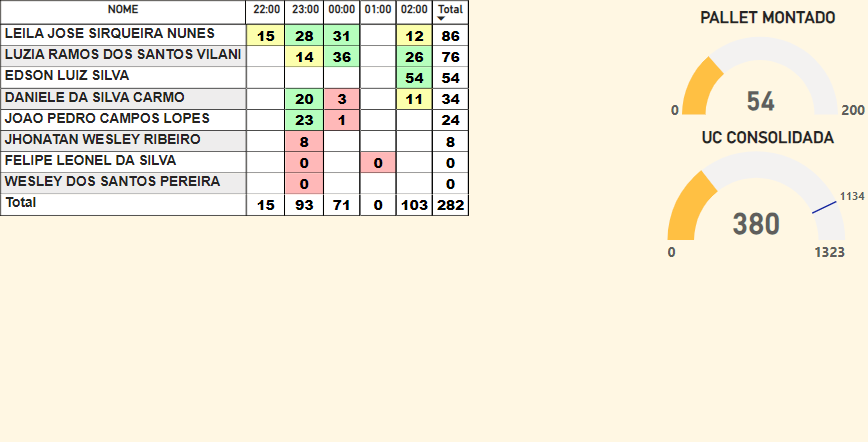 NOME 22:00 23:00 00:00 01:00 02:00 Total
LEILA JOSE SIRQUEIRA NUNES 15 28 31 12 86
LUZIA RAMOS DOS SANTOS VILANI 14 36 26 76
EDSON LUIZ SILVA 54 54
DANIELE DA SILVA CARMO 20 3 11 34
JOAO PEDRO CAMPOS LOPES 23 1 24
JHONATAN WESLEY RIBEIRO 8 8
FELIPE LEONEL DA SILVA 0 0 0
WESLEY DOS SANTOS PEREIRA 0 0
Total 15 93 71 0 103 282
PALLET MONTADO
54
0 200
UC CONSOLIDADA
1134
380
0 1323